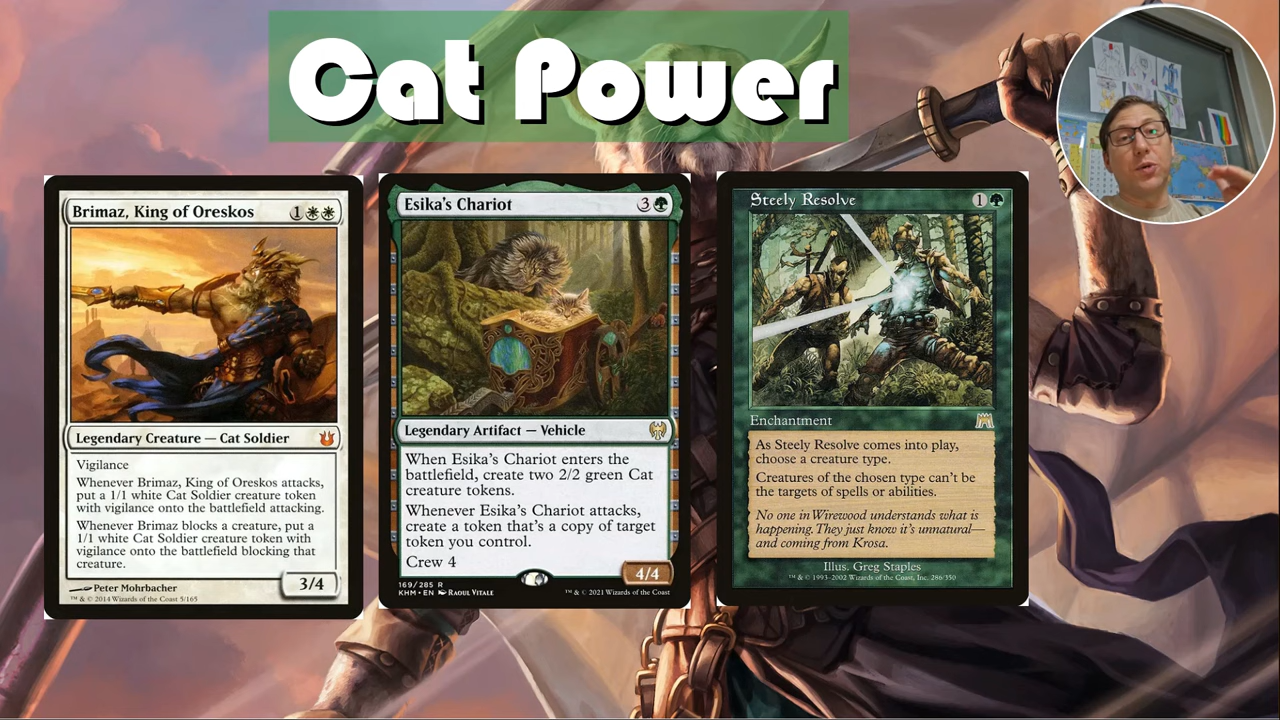 Cat Power
Brimaz, King of Oreskos 1
Legendary Creature — Cat Soldier
Vigilance
Whenever Brimaz, King of Oreskos attacks,
put a 1/1 white Cat Soldier creature token
with vigilance onto the battlefield attacking.
Whenever Brimaz blocks a creature, put a
1/1 white Cat Soldier creature token with
vigilance onto the battlefield blocking that
creature.
3/4
Peter Mohrbacher
™ & © 2014 Wizards of the Coast 5/165
Esika's Chariot 3
Legendary Artifact — Vehicle
When Esika's Chariot enters the
battlefield, create two 2/2 green Cat
creature tokens.
Whenever Esika's Chariot attacks,
create a token that's a copy of target
token you control.
Crew 4
4/4
169/285 R
KHM • EN Raoul Vitale ™ & © 2021 Wizards of the Coast
Steely Resolve 1
Enchantment
As Steely Resolve comes into play,
choose a creature type.
Creatures of the chosen type can't be
the targets of spells or abilities.
No one in Wirewood understands what is
happening. They just know it's unnatural—
and coming from Krosa.
Illus. Greg Staples
™ & © 1993–2002 Wizards of the Coast, Inc. 286/350